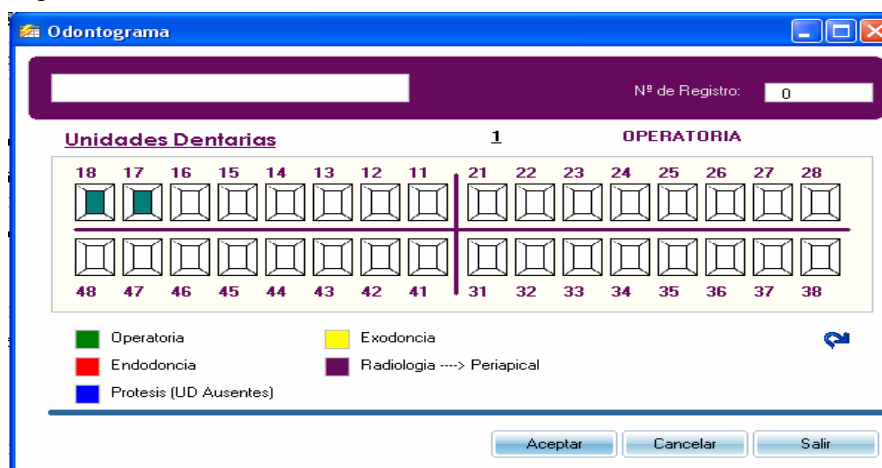 Odontograma
Nº de Registro: 0
Unidades Dentarias 1 OPERATORIA
18 17 16 15 14 13 12 11 21 22 23 24 25 26 27 28
48 47 46 45 44 43 42 41 31 32 33 34 35 36 37 38
Operatoria Exodoncia
Endodoncia Radiologia ----> Periapical
Protesis (UD Ausentes)
Aceptar Cancelar Salir